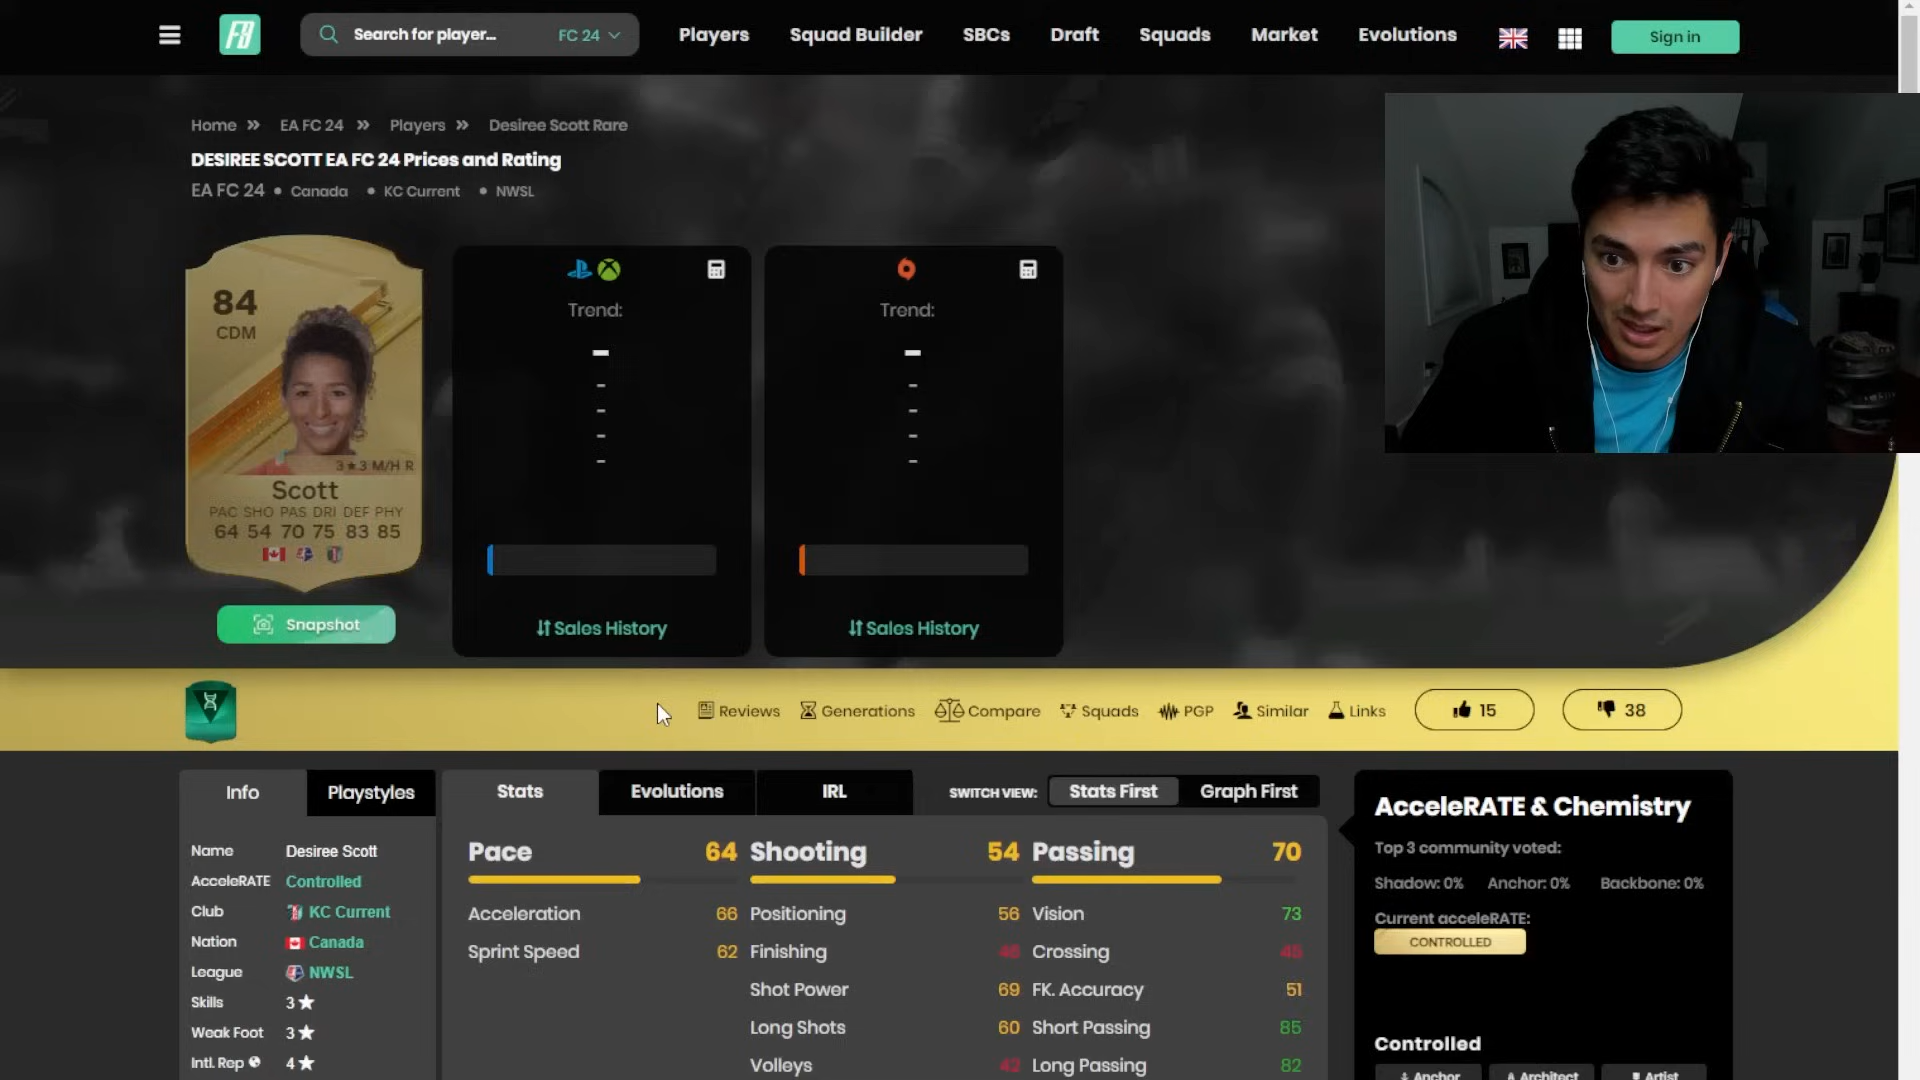 Search for player...
FC 24
Players
Squad Builder
SBCs
Draft
Squads
Market
Evolutions
Sign in
Home » EA FC 24 » Players » Desiree Scott Rare
DESIREE SCOTT EA FC 24 Prices and Rating
EA FC 24 • Canada • KC Current • NWSL
84
CDM
3★3 M/H R
Scott
PAC SHO PAS DRI DEF PHY
64 54 70 75 83 85
Snapshot
Trend:
-
-
-
-
-
Sales History
Trend:
-
-
-
-
-
Sales History
Reviews
Generations
Compare
Squads
PGP
Similar
Links
15
38
Info
Playstyles
Name Desiree Scott
AcceleRATE Controlled
Club KC Current
Nation Canada
League NWSL
Skills 3★
Weak Foot 3★
Intl. Rep 4★
Stats
Evolutions
IRL
SWITCH VIEW:
Stats First
Graph First
Pace 64
Acceleration 66
Sprint Speed 62
Shooting 54
Positioning 56
Finishing 46
Shot Power 69
Long Shots 60
Volleys 42
Passing 70
Vision 73
Crossing 45
FK. Accuracy 51
Short Passing 85
Long Passing 82
AcceleRATE & Chemistry
Top 3 community voted:
Shadow: 0% Anchor: 0% Backbone: 0%
Current acceleRATE:
CONTROLLED
Controlled
Anchor
Architect
Artist